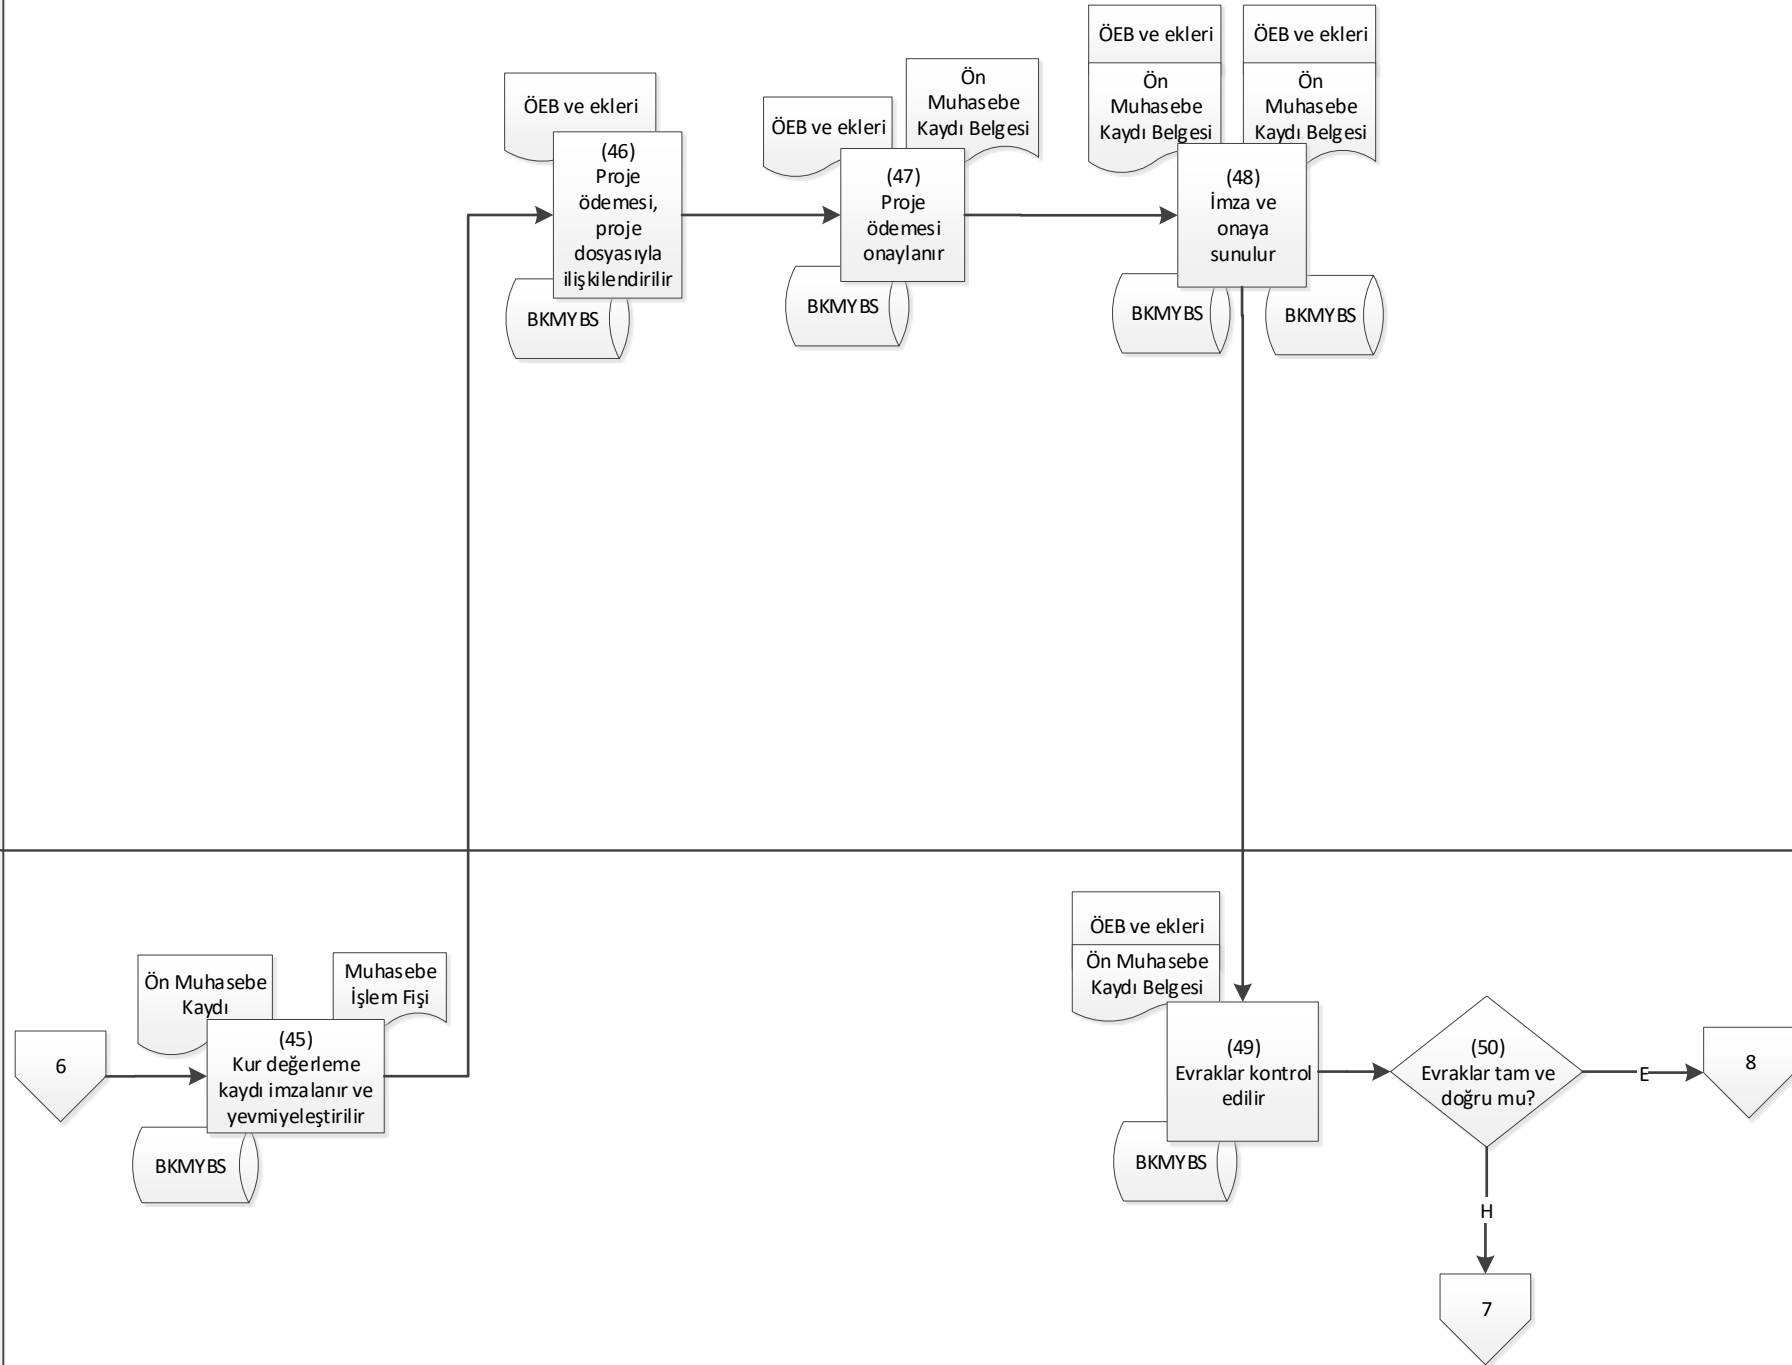 ÖEB ve ekleri
(46)
Proje
ödemesi,
proje
dosyasıyla
ilişkilendirilir
BKMYBS
ÖEB ve ekleri
Ön
Muhasebe
Kaydı Belgesi
(47)
Proje
ödemesi
onaylanır
BKMYBS
ÖEB ve ekleri
Ön
Muhasebe
Kaydı Belgesi
ÖEB ve ekleri
Ön
Muhasebe
Kaydı Belgesi
(48)
İmza ve
onaya
sunulur
BKMYBS
BKMYBS
6
Ön Muhasebe
Kaydı
Muhasebe
İşlem Fişi
(45)
Kur değerleme
kaydı imzalanır ve
yevmiyeleştirilir
BKMYBS
ÖEB ve ekleri
Ön Muhasebe
Kaydı Belgesi
(49)
Evraklar kontrol
edilir
BKMYBS
(50)
Evraklar tam ve
doğru mu?
E
8
H
7